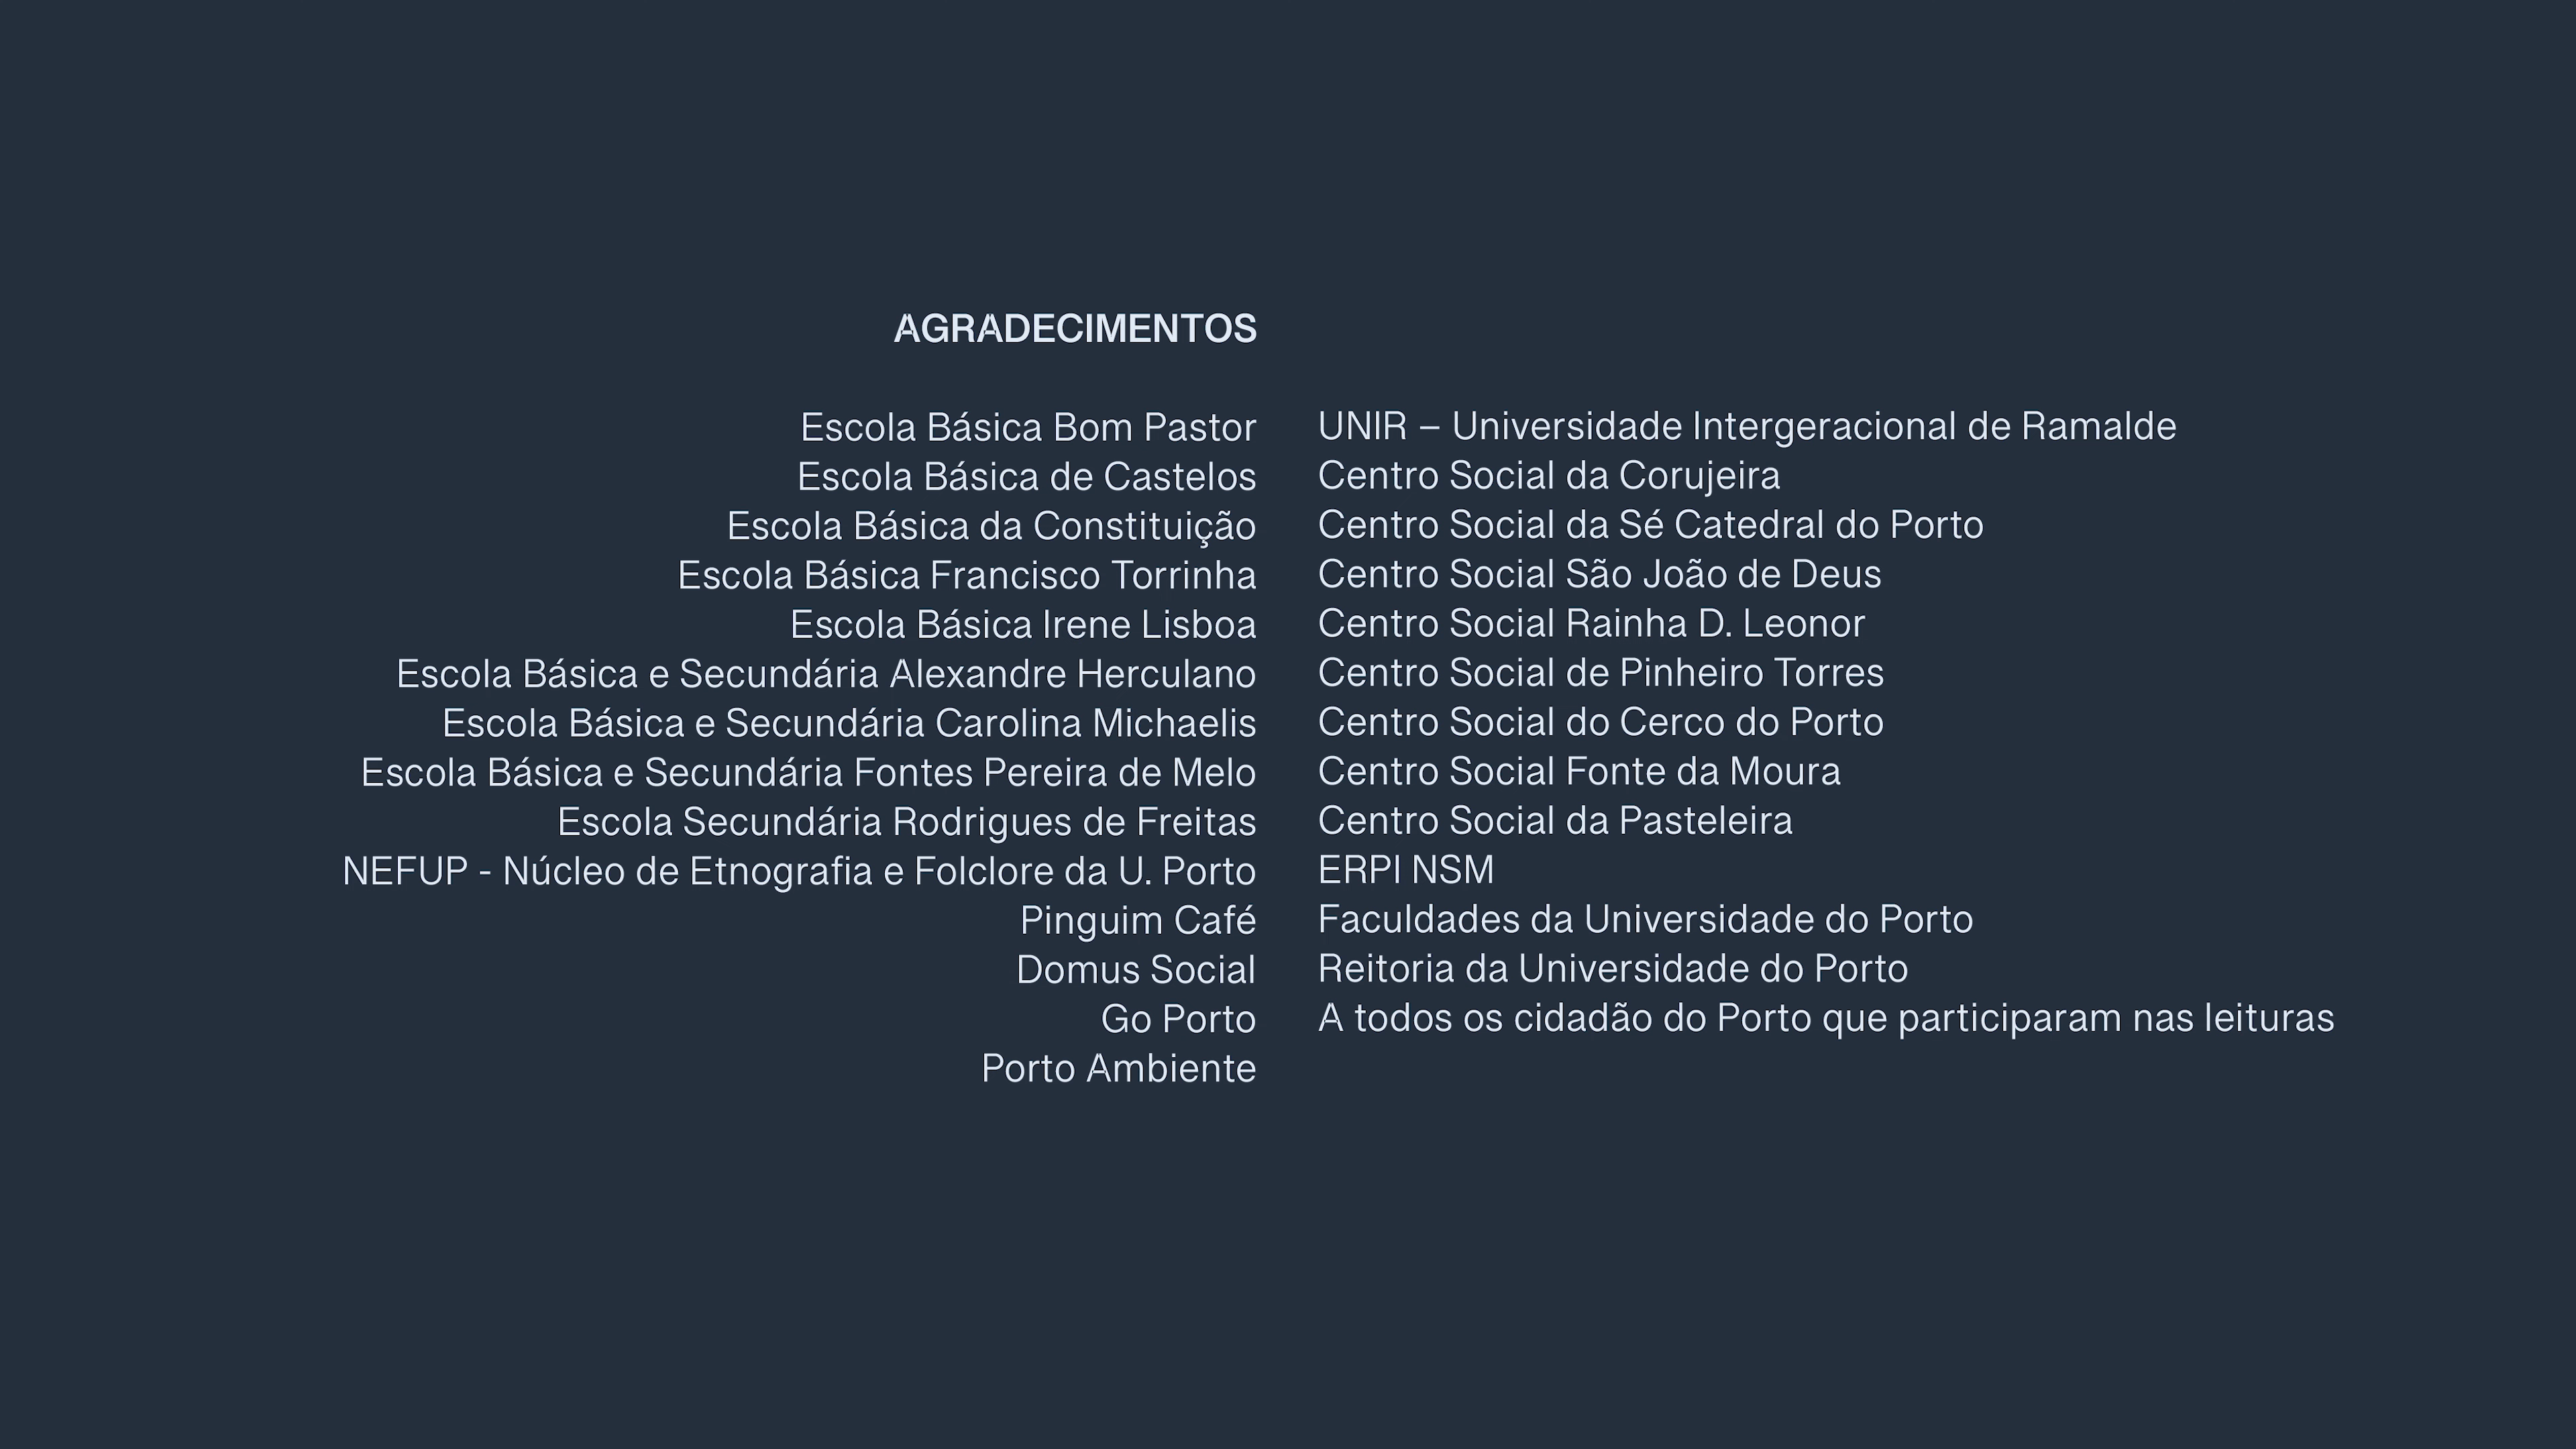 AGRADECIMENTOS
Escola Básica Bom Pastor
Escola Básica de Castelos
Escola Básica da Constituição
Escola Básica Francisco Torrinha
Escola Básica Irene Lisboa
Escola Básica e Secundária Alexandre Herculano
Escola Básica e Secundária Carolina Michaelis
Escola Básica e Secundária Fontes Pereira de Melo
Escola Secundária Rodrigues de Freitas
NEFUP - Núcleo de Etnografia e Folclore da U. Porto
Pinguim Café
Domus Social
Go Porto
Porto Ambiente
UNIR – Universidade Intergeracional de Ramalde
Centro Social da Corujeira
Centro Social da Sé Catedral do Porto
Centro Social São João de Deus
Centro Social Rainha D. Leonor
Centro Social de Pinheiro Torres
Centro Social do Cerco do Porto
Centro Social Fonte da Moura
Centro Social da Pasteleira
ERPI NSM
Faculdades da Universidade do Porto
Reitoria da Universidade do Porto
A todos os cidadão do Porto que participaram nas leituras